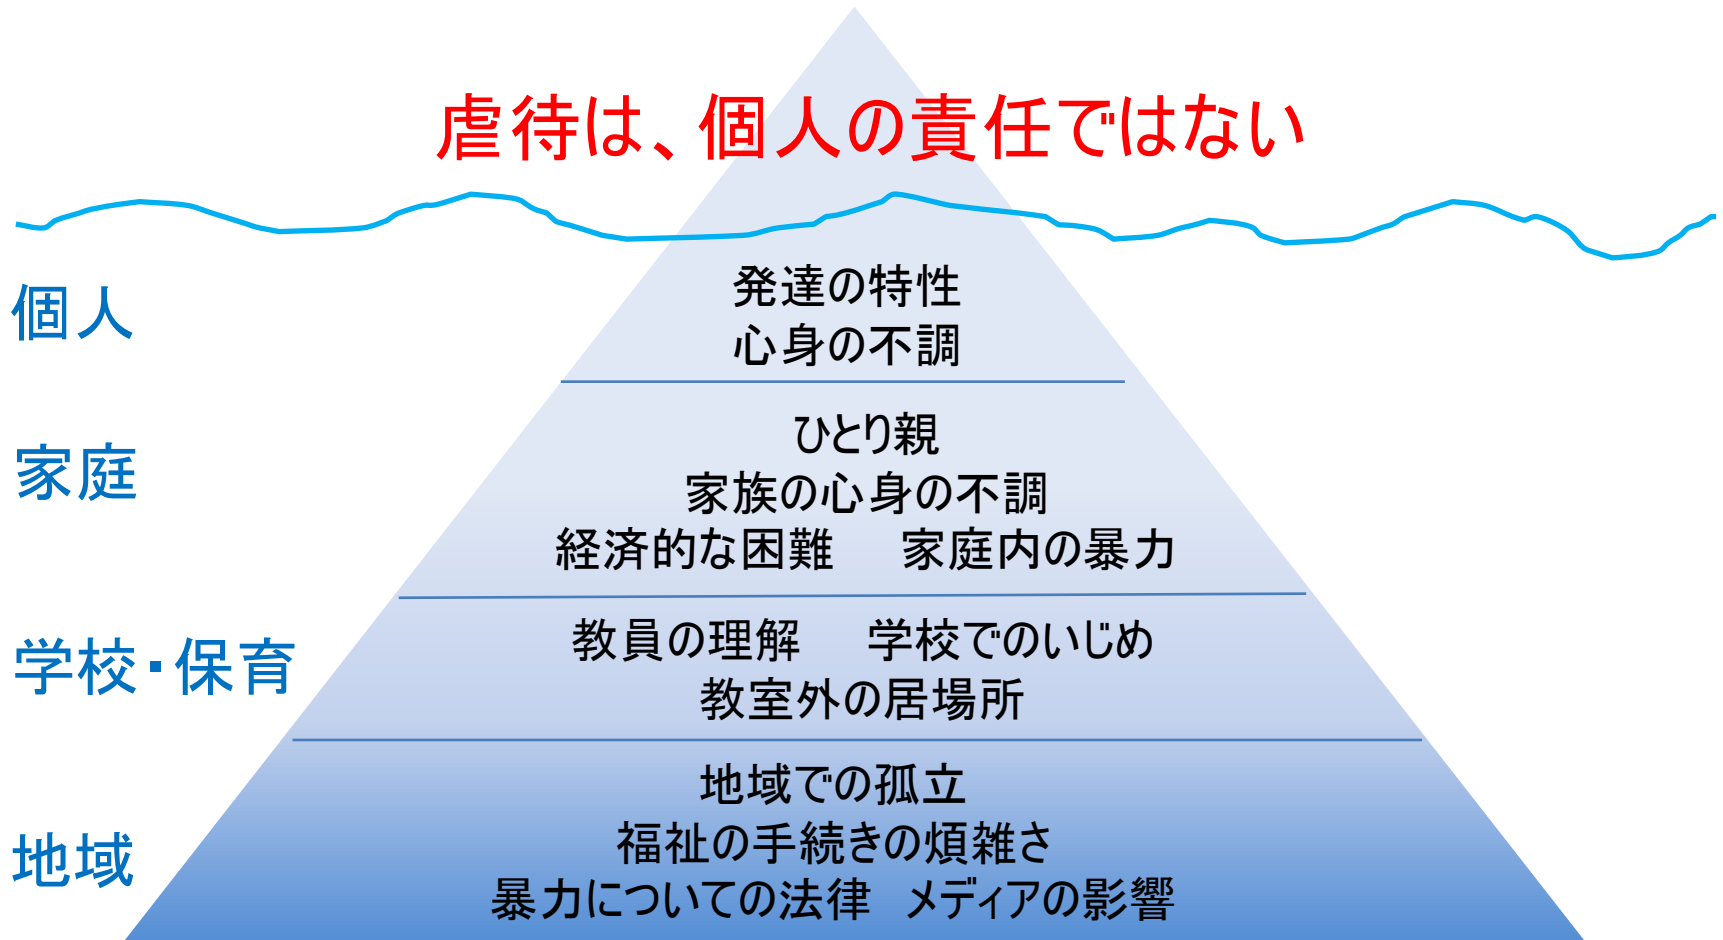 虐待は、個人の責任ではない
個人
発達の特性
心身の不調
家庭
ひとり親
家族の心身の不調
経済的な困難　家庭内の暴力
学校・保育
教員の理解　学校でのいじめ
教室外の居場所
地域
地域での孤立
福祉の手続きの煩雑さ
暴力についての法律　メディアの影響